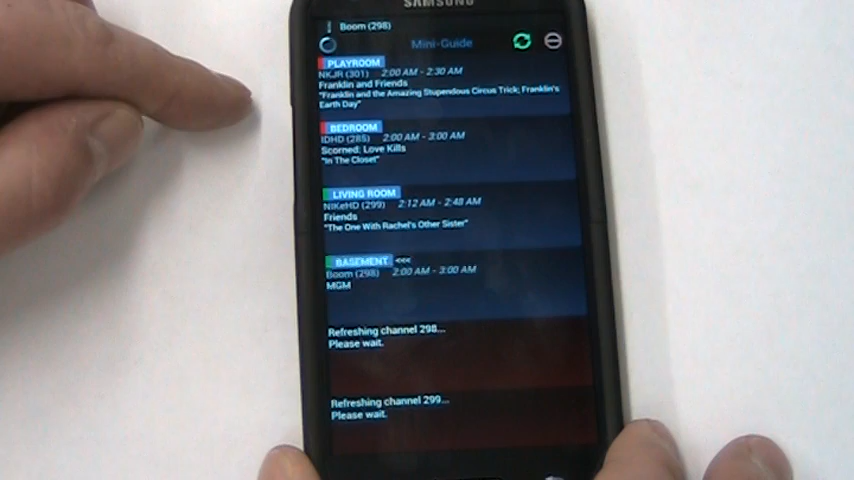 SAMSUNG
Boom (298)
Mini-Guide
PLAYROOM
NKJR (301) 2:00 AM - 2:30 AM
Franklin and Friends
"Franklin and the Amazing Stupendous Circus Trick; Franklin's
Earth Day"
BEDROOM
IDHD (285) 2:00 AM - 3:00 AM
Scorned: Love Kills
"In The Closet"
LIVING ROOM
NIKeHD (299) 2:12 AM - 2:48 AM
Friends
"The One With Rachel's Other Sister"
BASEMENT <<<
Boom (298) 2:00 AM - 3:00 AM
MGM
Refreshing channel 298...
Please wait.
Refreshing channel 299...
Please wait.